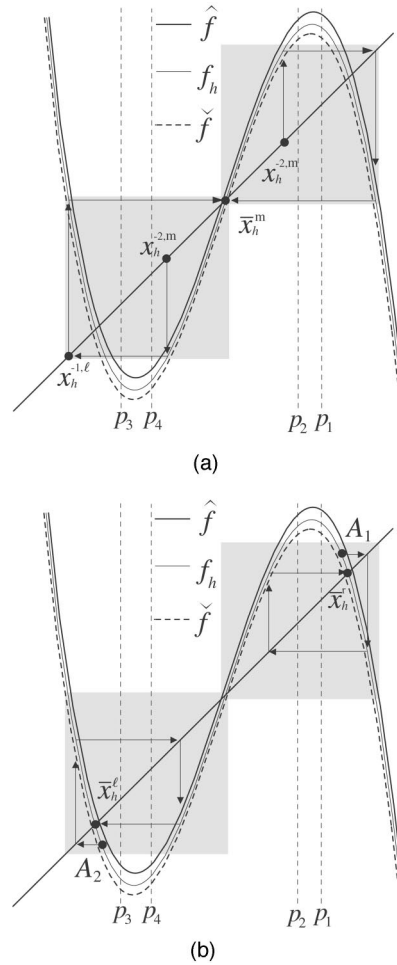 f̂
f_h
f̌
x_h^{-2,m}
x̄_h^m
x_h^{-2,m}
x_h^{-1,ℓ}
p_3 p_4 p_2 p_1
(a)
f̂
A_1
f_h
f̌
x̄_h^r
x̄_h^ℓ
A_2
p_3 p_4 p_2 p_1
(b)